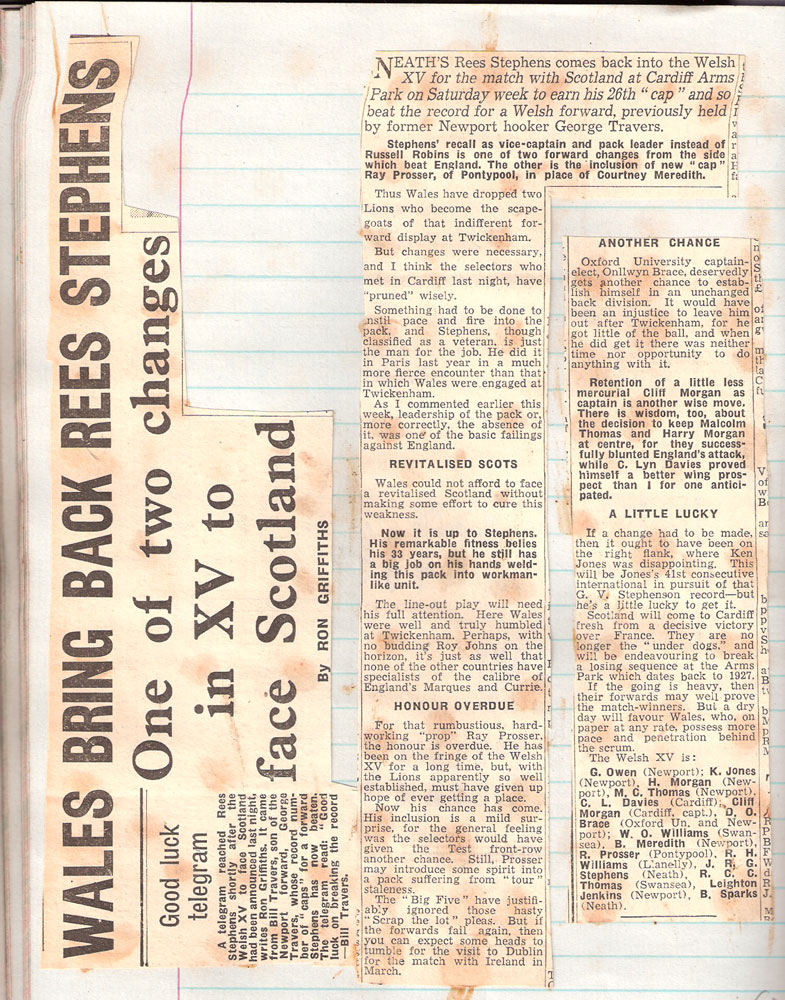 WALES BRING BACK REES STEPHENS
One of two changes
in XV to
face Scotland
By RON GRIFFITHS
Good luck
telegram
A telegram reached Rees
Stephens shortly after the
Welsh XV to face Scotland
had been announced last night,
writes Ron Griffiths. It came
from Bill Travers, son of the
Newport forward, George
Travers, whose record num-
ber of "caps" for a forward
Stephens has now beaten.
The telegram read: "Good
luck on breaking the record
—Bill Travers.
NEATH'S Rees Stephens comes back into the Welsh
XV for the match with Scotland at Cardiff Arms
Park on Saturday week to earn his 26th "cap" and so
beat the record for a Welsh forward, previously held
by former Newport hooker George Travers.
Stephens' recall as vice-captain and pack leader instead of
Russell Robins is one of two forward changes from the side
which beat England. The other is the inclusion of new "cap"
Ray Prosser, of Pontypool, in place of Courtney Meredith.
Thus Wales have dropped two
Lions who become the scape-
goats of that indifferent for-
ward display at Twickenham.
But changes were necessary,
and I think the selectors who
met in Cardiff last night, have
"pruned" wisely.
Something had to be done to
instil pace and fire into the
pack, and Stephens, though
classified as a veteran, is just
the man for the job. He did it
in Paris last year in a much
more fierce encounter than that
in which Wales were engaged at
Twickenham.
As I commented earlier this
week, leadership of the pack or,
more correctly, the absence of
it, was one of the basic failings
against England.
REVITALISED SCOTS
Wales could not afford to face
a revitalised Scotland without
making some effort to cure this
weakness.
Now it is up to Stephens.
His remarkable fitness belies
his 33 years, but he still has
a big job on his hands weld-
ing this pack into workman-
like unit.
The line-out play will need
his full attention. Here Wales
were well and truly humbled
at Twickenham. Perhaps, with
no budding Roy Johns on the
horizon, it's just as well that
none of the other countries have
specialists of the calibre of
England's Marques and Currie.
HONOUR OVERDUE
For that rumbustious, hard-
working "prop" Ray Prosser,
the honour is overdue. He has
been on the fringe of the Welsh
XV for a long time, but, with
the Lions apparently so well
established, must have given up
hope of ever getting a place.
Now his chance has come.
His inclusion is a mild sur-
prise, for the general feeling
was the selectors would have
given the Test front-row
another chance. Still, Prosser
may introduce some spirit into
a pack suffering from "tour"
staleness.
The "Big Five" have justifi-
ably ignored those hasty
"Scrap the lot" pleas. But if
the forwards fail again, then
you can expect some heads to
tumble for the visit to Dublin
for the match with Ireland in
March.
ANOTHER CHANCE
Oxford University captain-
elect, Onllwyn Brace, deservedly
gets another chance to estab-
lish himself in an unchanged
back division. It would have
been an injustice to leave him
out after Twickenham, for he
got little of the ball, and when
he did get it there was neither
time nor opportunity to do
anything with it.
Retention of a little less
mercurial Cliff Morgan as
captain is another wise move.
There is wisdom, too, about
the decision to keep Malcolm
Thomas and Harry Morgan
at centre, for they success-
fully blunted England's attack,
while C. Lyn Davies proved
himself a better wing pros-
pect than I for one antici-
pated.
A LITTLE LUCKY
If a change had to be made,
then it ought to have been on
the right flank, where Ken
Jones was disappointing. This
will be Jones's 41st consecutive
international in pursuit of that
G. V. Stephenson record—but
he's a little lucky to get it.
Scotland will come to Cardiff
fresh from a decisive victory
over France. They are no
longer the "under dogs," and
will be endeavouring to break
a losing sequence at the Arms
Park which dates back to 1927.
If the going is heavy, then
their forwards may well prove
the match-winners. But a dry
day will favour Wales, who, on
paper at any rate, possess more
pace and penetration behind
the scrum.
The Welsh XV is:
G. Owen (Newport); K. Jones
(Newport), H. Morgan (New-
port), M. C. Thomas (Newport),
C. L. Davies (Cardiff); Cliff
Morgan (Cardiff, capt.), D. O.
Brace (Oxford Un. and New-
port); W. O. Williams (Swan-
sea), B. Meredith (Newport),
R. Prosser (Pontypool), R. H.
Williams (Llanelly), J. R. G.
Stephens (Neath), R. C. C.
Thomas (Swansea), Leighton
Jenkins (Newport), B. Sparks
(Neath).